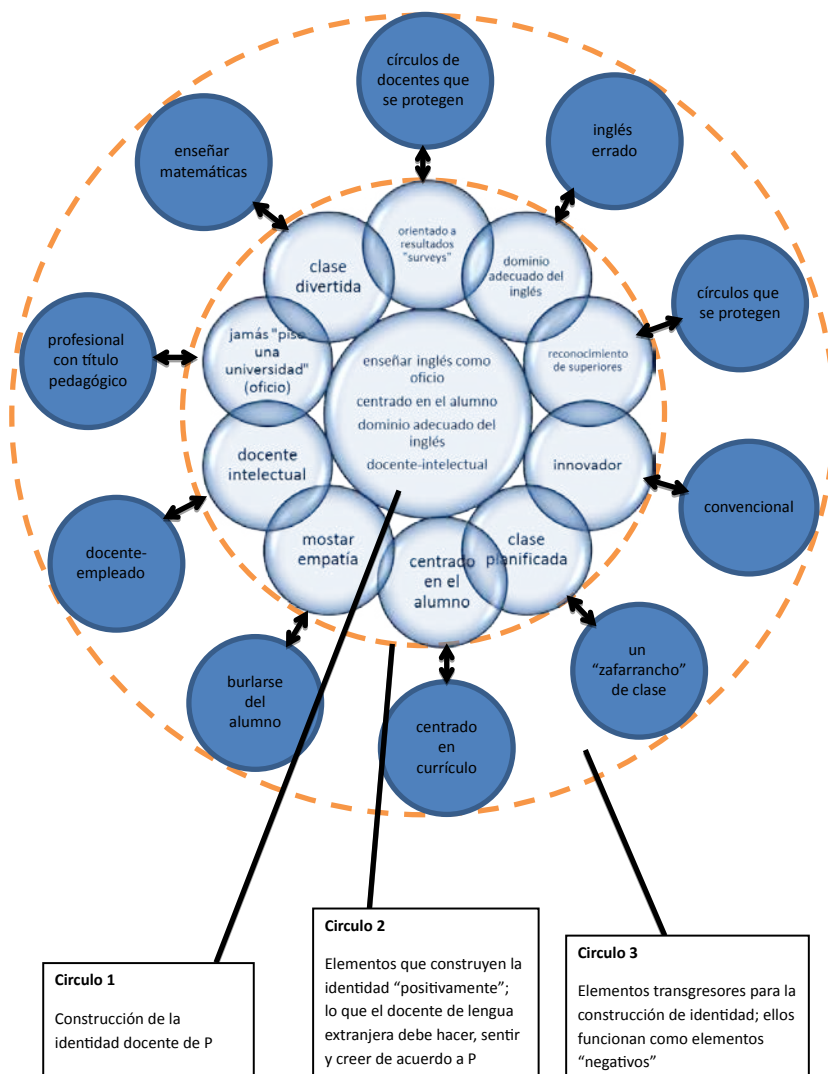 círculos de
docentes que
se protegen
inglés
errado
enseñar
matemáticas
orientado a
resultados
"surveys"
dominio
adecuado del
inglés
clase
divertida
círculos que
se protegen
profesional
con título
pedagógico
jamás "piso
una
universidad"
(oficio)
reconocimiento
de superiores
enseñar inglés como
oficio
centrado en el alumno
dominio adecuado del
inglés
docente-intelectual
docente
intelectual
innovador
convencional
docente-
empleado
mostar
empatía
centrado
en el
alumno
clase
planificada
un
“zafarrancho”
de clase
burlarse
del
alumno
centrado
en
currículo
Circulo 1
Construcción de la
identidad docente de P
Circulo 2
Elementos que construyen la
identidad “positivamente”;
lo que el docente de lengua
extranjera debe hacer, sentir
y creer de acuerdo a P
Circulo 3
Elementos transgresores para la
construcción de identidad; ellos
funcionan como elementos
“negativos”